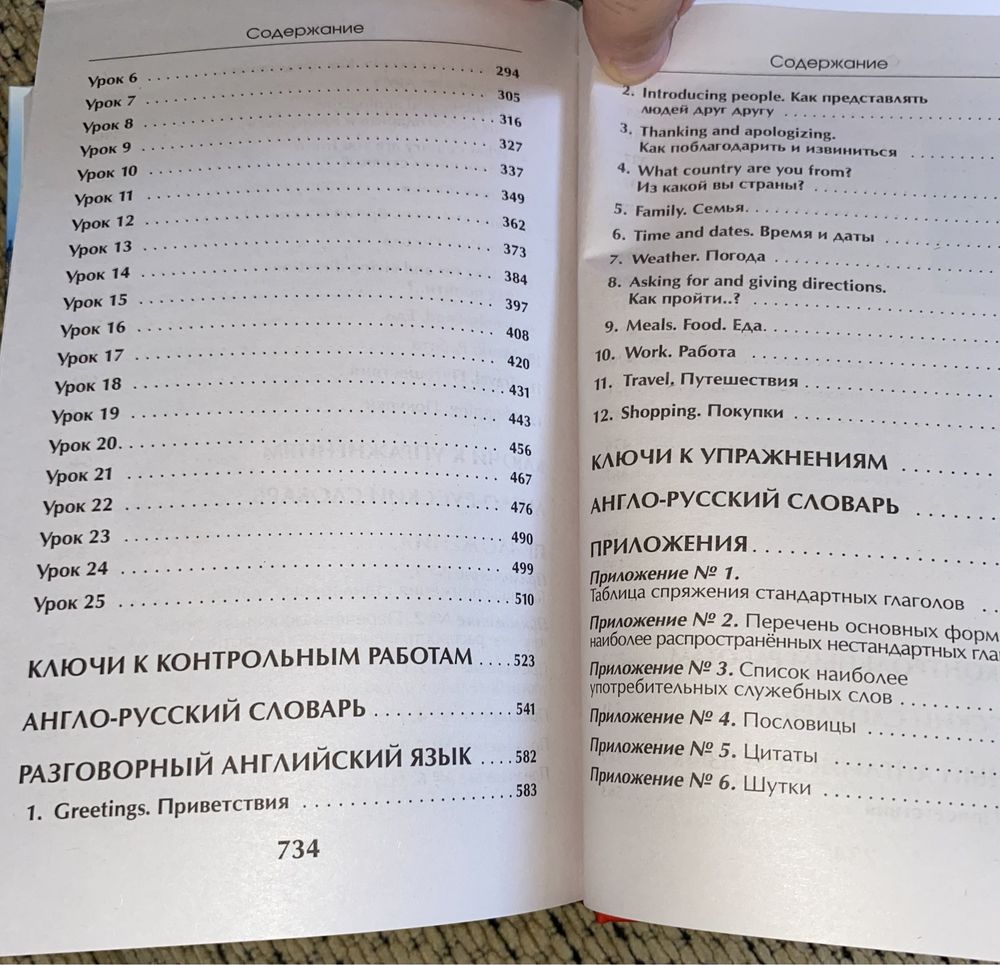 Содержание
Урок 6 ........ 294
Урок 7 ........ 305
Урок 8 ........ 316
Урок 9 ........ 327
Урок 10 ........ 337
Урок 11 ........ 349
Урок 12 ........ 362
Урок 13 ........ 373
Урок 14 ........ 384
Урок 15 ........ 397
Урок 16 ........ 408
Урок 17 ........ 420
Урок 18 ........ 431
Урок 19 ........ 443
Урок 20 ........ 456
Урок 21 ........ 467
Урок 22 ........ 476
Урок 23 ........ 490
Урок 24 ........ 499
Урок 25 ........ 510
КЛЮЧИ К КОНТРОЛЬНЫМ РАБОТАМ .... 523
АНГЛО-РУССКИЙ СЛОВАРЬ ........ 541
РАЗГОВОРНЫЙ АНГЛИЙСКИЙ ЯЗЫК .... 582
1. Greetings. Приветствия ........ 583
734
Содержание
2. Introducing people. Как представлять
людей друг другу ........
3. Thanking and apologizing.
Как поблагодарить и извиниться ........
4. What country are you from?
Из какой вы страны? ........
5. Family. Семья ........
6. Time and dates. Время и даты ........
7. Weather. Погода ........
8. Asking for and giving directions.
Как пройти..? ........
9. Meals. Food. Еда ........
10. Work. Работа ........
11. Travel, Путешествия ........
12. Shopping. Покупки ........
КЛЮЧИ К УПРАЖНЕНИЯМ ........
АНГЛО-РУССКИЙ СЛОВАРЬ ........
ПРИЛОЖЕНИЯ ........
Приложение № 1.
Таблица спряжения стандартных глаголов ....
Приложение № 2. Перечень основных форм
наиболее распространённых нестандартных
Приложение № 3. Список наиболее
употребительных служебных слов ........
Приложение № 4. Пословицы ........
Приложение № 5. Цитаты ........
Приложение № 6. Шутки ........